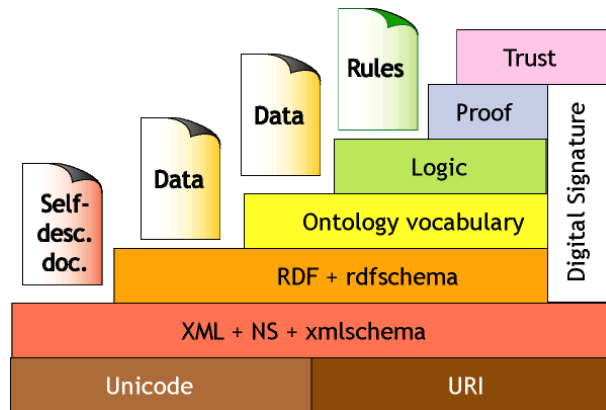 Rules
Trust
Data
Proof
Data
Logic
Digital Signature
Self-
desc.
doc.
Ontology vocabulary
RDF + rdfschema
XML + NS + xmlschema
Unicode
URI